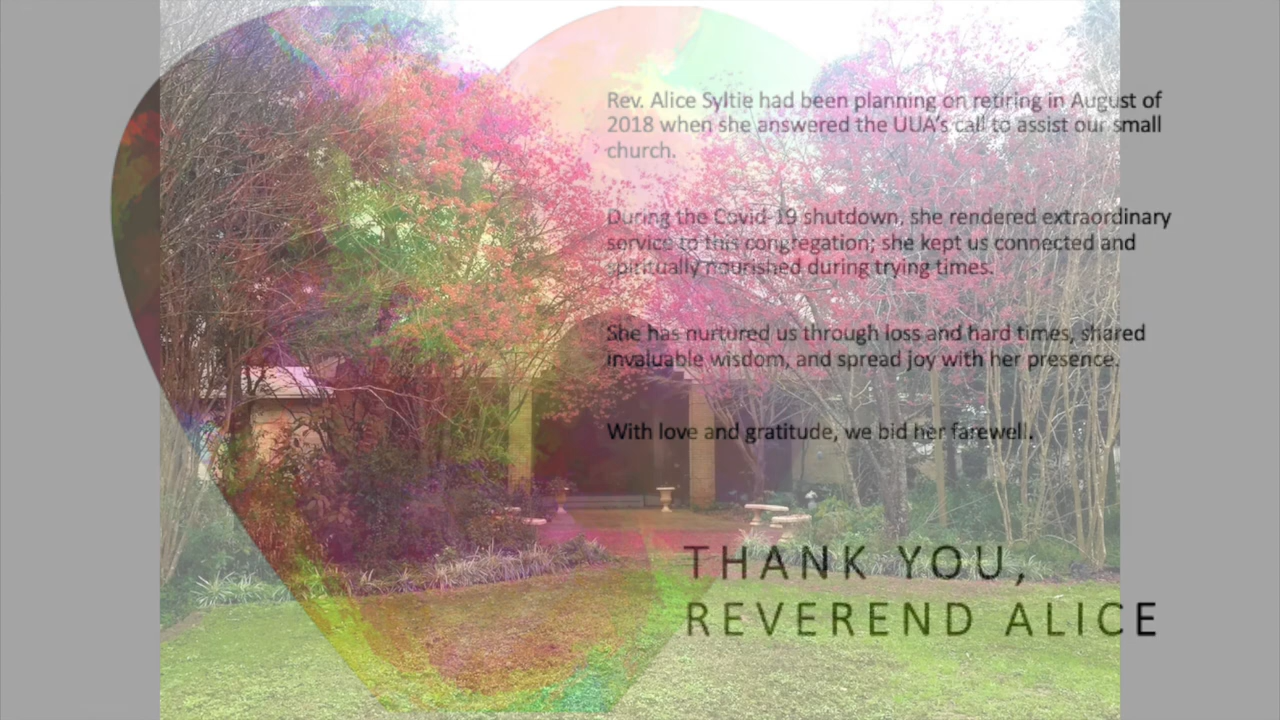 Rev. Alice Syltie had been planning on retiring in August of
2018 when she answered the UUA's call to assist our small
church.
During the Covid-19 shutdown, she rendered extraordinary
service to this congregation; she kept us connected and
spiritually nourished during trying times.
She has nurtured us through loss and hard times, shared
invaluable wisdom, and spread joy with her presence.
With love and gratitude, we bid her farewell.
THANK YOU,
REVEREND ALICE